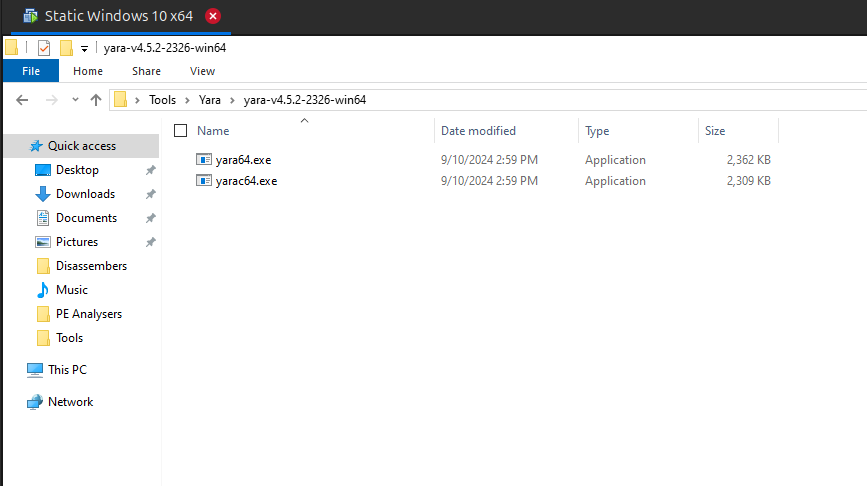 Static Windows 10 x64
yara-v4.5.2-2326-win64
File Home Share View
Tools Yara yara-v4.5.2-2326-win64
Name Date modified Type Size
Quick access
yara64.exe 9/10/2024 2:59 PM Application 2,362 KB
Desktop
yarac64.exe 9/10/2024 2:59 PM Application 2,309 KB
Downloads
Documents
Pictures
Disassembers
Music
PE Analysers
Tools
This PC
Network